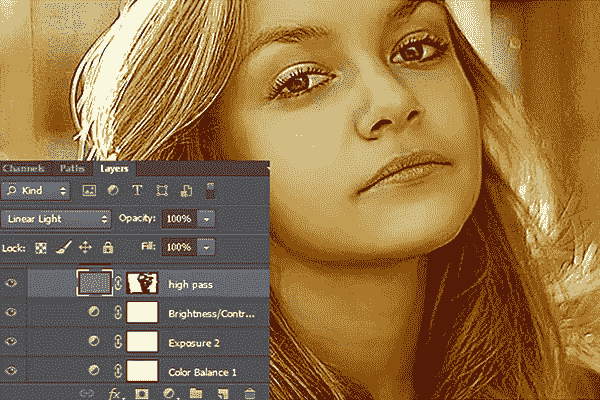 Channels Paths Layers
Kind
Linear Light Opacity: 100%
Lock: Fill: 100%
high pass
Brightness/Contr...
Exposure 2
Color Balance 1
fx